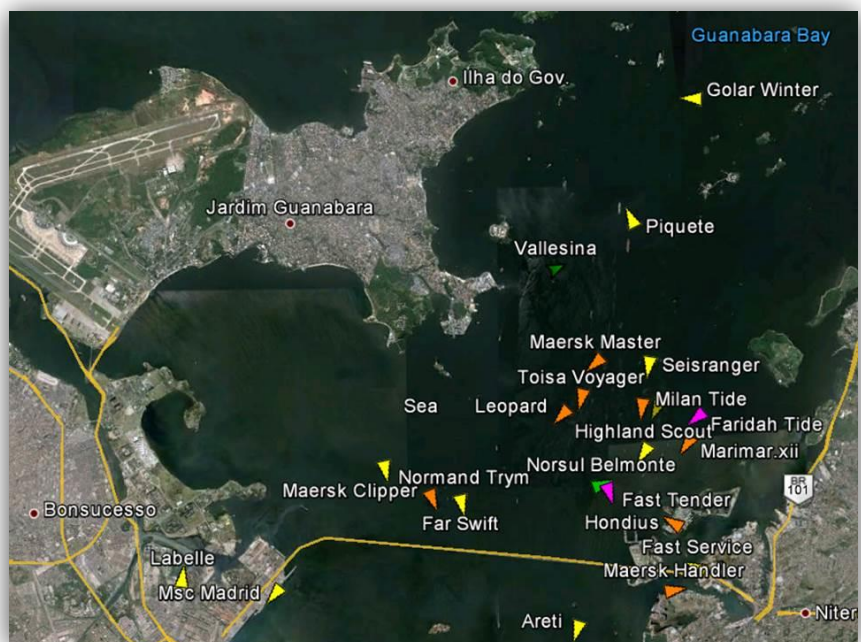 Guanabara Bay
Ilha do Gov.
Golar Winter
Jardim Guanabara
Piquete
Vallesina
Maersk Master
Seisranger
Toisa Voyager
Milan Tide
Sea
Leopard
Faridah Tide
Highland Scout
Marimar.xii
Norsul Belmonte
Normand Trym
Maersk Clipper
Fast Tender
BR
101
Bonsucesso
Far Swift
Hondius
Fast Service
Labelle
Maersk Handler
Msc Madrid
Niter
Areti